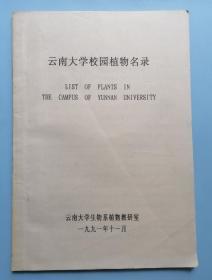 云南大学校园植物名录
LIST OF PLANTS IN
THE CAMPUS OF YUNNAN UNIVERSITY
云南大学生物系植物教研室
一九九一年十一月